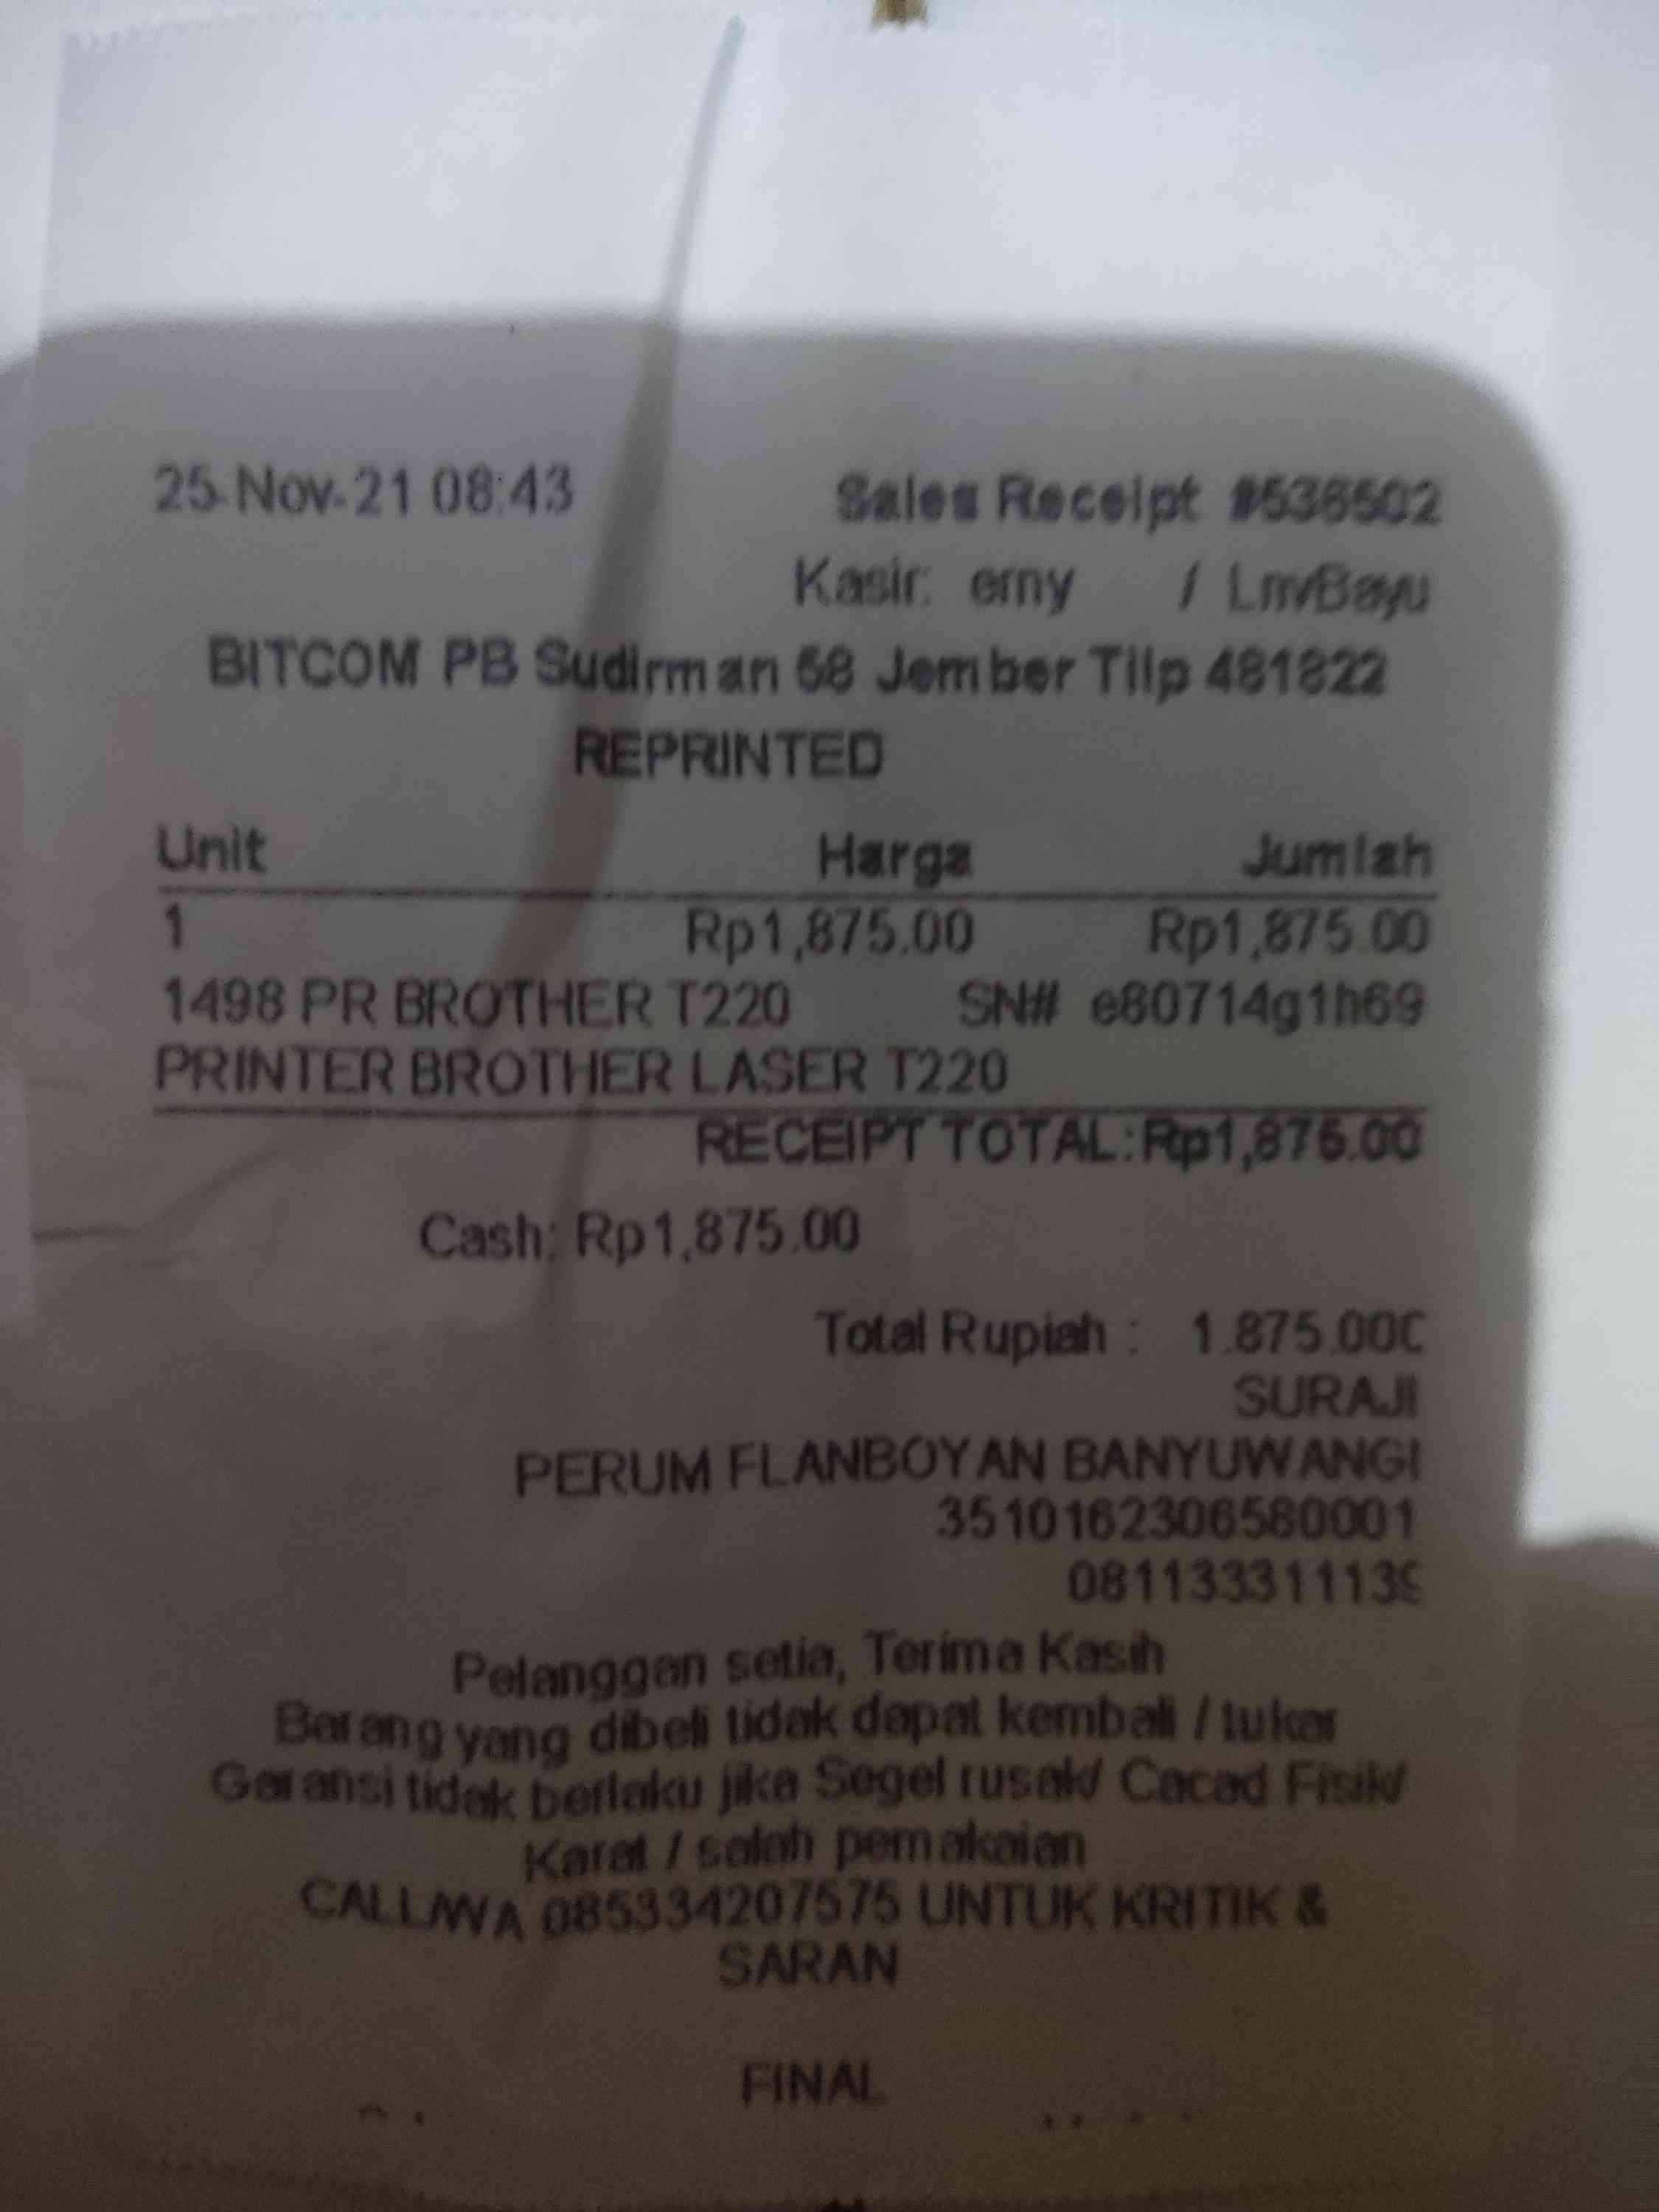 25-Nov-21 08:43 Sales Receipt #536502
Kasir: erny / Lm/Bayu
BITCOM PB Sudirman 58 Jember Tilp 481822
REPRINTED
Unit Harga Jumlah
1 Rp1,875.00 Rp1,875.00
1498 PR BROTHER T220 SN# e80714g1h69
PRINTER BROTHER LASER T220
RECEIPT TOTAL: Rp1,875.00
Cash: Rp1,875.00
Total Rupiah : 1.875.000
SURAJI
PERUM FLANBOYAN BANYUWANGI
3510162306580001
081133311139
Pelanggan setia, Terima Kasih
Barang yang dibeli tidak dapat kembali / tukar
Garansi tidak berlaku jika Segel rusak/ Cacad Fisik/
Karat / salah pemakaian
CALL/WA 085334207575 UNTUK KRITIK &
SARAN
FINAL